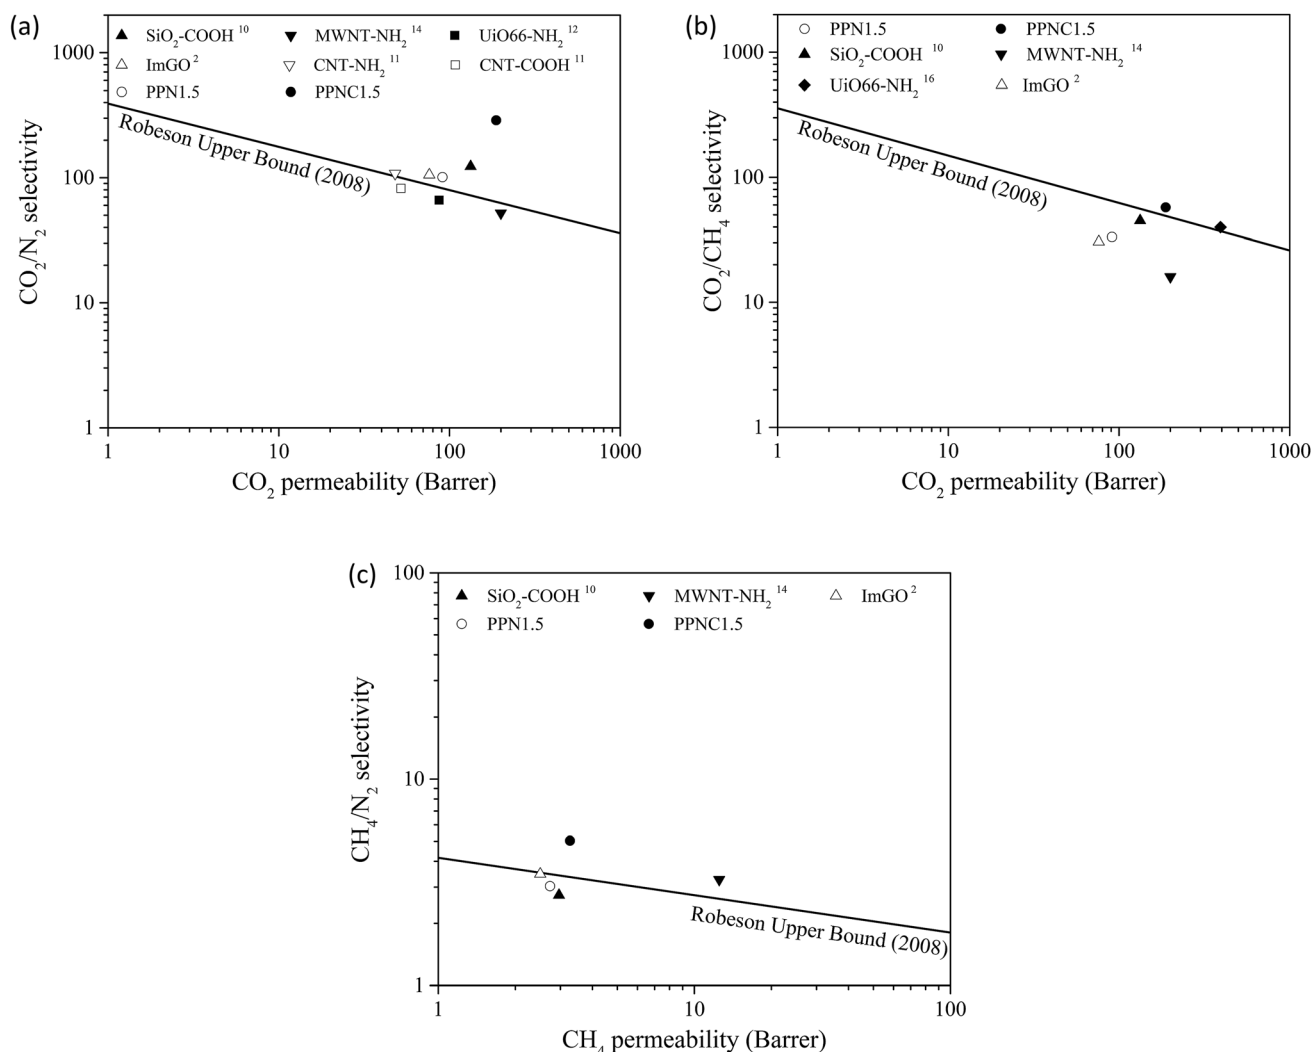 (a)
SiO₂-COOH ¹⁰ MWNT-NH₂ ¹⁴ UiO66-NH₂ ¹²
ImGO ² CNT-NH₂ ¹¹ CNT-COOH ¹¹
PPN1.5 PPNC1.5
Robeson Upper Bound (2008)
1000
100
10
1
CO₂/N₂ selectivity
1 10 100 1000
CO₂ permeability (Barrer)
(b)
PPN1.5 PPNC1.5
SiO₂-COOH ¹⁰ MWNT-NH₂ ¹⁴
UiO66-NH₂ ¹⁶ ImGO ²
Robeson Upper Bound (2008)
1000
100
10
1
CO₂/CH₄ selectivity
1 10 100 1000
CO₂ permeability (Barrer)
(c)
SiO₂-COOH ¹⁰ MWNT-NH₂ ¹⁴ ImGO ²
PPN1.5 PPNC1.5
Robeson Upper Bound (2008)
100
10
1
CH₄/N₂ selectivity
1 10 100
CH₄ permeability (Barrer)